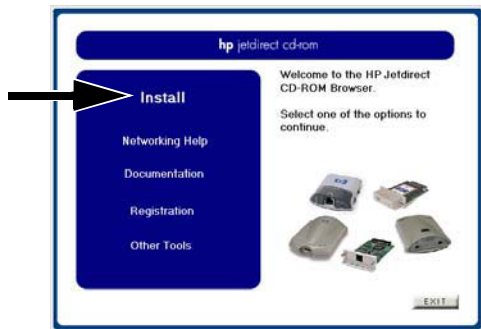 hp jetdirect cd-rom
Install
Networking Help
Documentation
Registration
Other Tools
Welcome to the HP Jetdirect
CD-ROM Browser.
Select one of the options to
continue.
EXIT